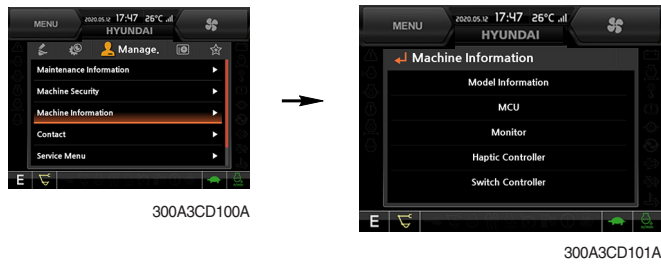 MENU
2020.05.12 17:47 26°C .ıl
HYUNDAI
Manage.
Maintenance Information
Machine Security
Machine Information
Contact
Service Menu
E
300A3CD100A
MENU
2020.05.12 17:47 26°C .ıl
HYUNDAI
Machine Information
Model Information
MCU
Monitor
Haptic Controller
Switch Controller
E
300A3CD101A